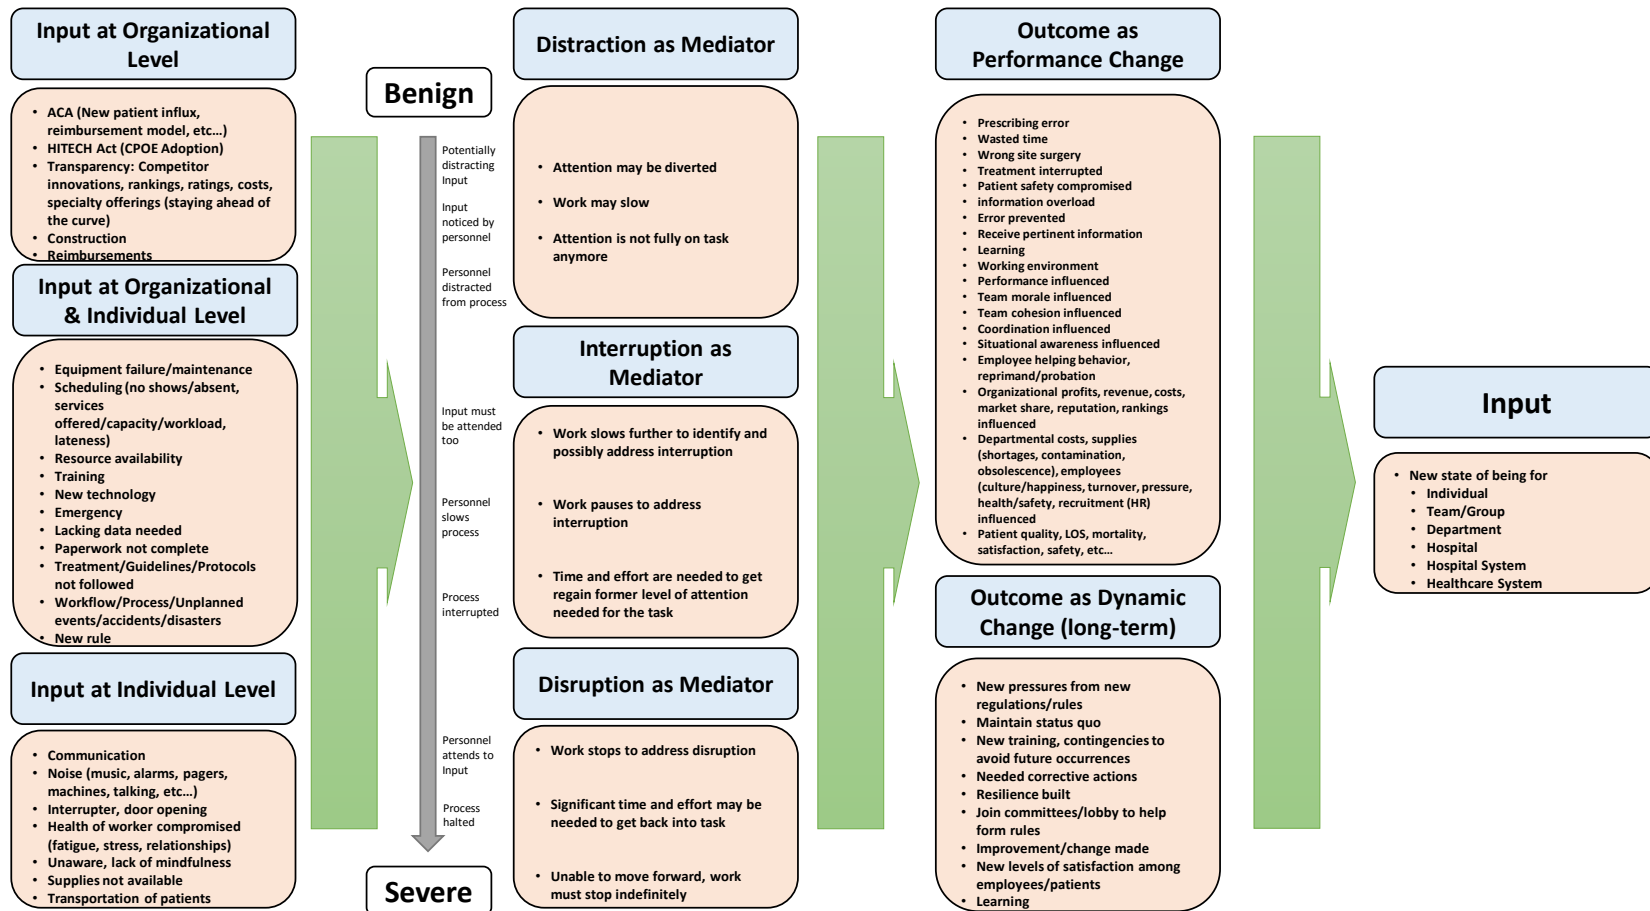 Input at Organizational
Level
• ACA (New patient influx,
reimbursement model, etc…)
• HITECH Act (CPOE Adoption)
• Transparency: Competitor
innovations, rankings, ratings, costs,
specialty offerings (staying ahead of
the curve)
• Construction
• Reimbursements
Input at Organizational
& Individual Level
• Equipment failure/maintenance
• Scheduling (no shows/absent,
services
offered/capacity/workload,
lateness)
• Resource availability
• Training
• New technology
• Emergency
• Lacking data needed
• Paperwork not complete
• Treatment/Guidelines/Protocols
not followed
• Workflow/Process/Unplanned
events/accidents/disasters
• New rule
Input at Individual Level
• Communication
• Noise (music, alarms, pagers,
machines, talking, etc…)
• Interrupter, door opening
• Health of worker compromised
(fatigue, stress, relationships)
• Unaware, lack of mindfulness
• Supplies not available
• Transportation of patients
Benign
Potentially
distracting
Input
Input
noticed by
personnel
Personnel
distracted
from process
Input must
be attended
too
Personnel
slows
process
Process
interrupted
Personnel
attends to
Input
Process
halted
Severe
Distraction as Mediator
• Attention may be diverted
• Work may slow
• Attention is not fully on task
anymore
Interruption as
Mediator
• Work slows further to identify and
possibly address interruption
• Work pauses to address
interruption
• Time and effort are needed to get
regain former level of attention
needed for the task
Disruption as Mediator
• Work stops to address disruption
• Significant time and effort may be
needed to get back into task
• Unable to move forward, work
must stop indefinitely
Outcome as
Performance Change
• Prescribing error
• Wasted time
• Wrong site surgery
• Treatment interrupted
• Patient safety compromised
• information overload
• Error prevented
• Receive pertinent information
• Learning
• Working environment
• Performance influenced
• Team morale influenced
• Team cohesion influenced
• Coordination influenced
• Situational awareness influenced
• Employee helping behavior,
reprimand/probation
• Organizational profits, revenue, costs,
market share, reputation, rankings
influenced
• Departmental costs, supplies
(shortages, contamination,
obsolescence), employees
(culture/happiness, turnover, pressure,
health/safety, recruitment (HR)
influenced
• Patient quality, LOS, mortality,
satisfaction, safety, etc…
Outcome as Dynamic
Change (long-term)
• New pressures from new
regulations/rules
• Maintain status quo
• New training, contingencies to
avoid future occurrences
• Needed corrective actions
• Resilience built
• Join committees/lobby to help
form rules
• Improvement/change made
• New levels of satisfaction among
employees/patients
• Learning
Input
• New state of being for
• Individual
• Team/Group
• Department
• Hospital
• Hospital System
• Healthcare System